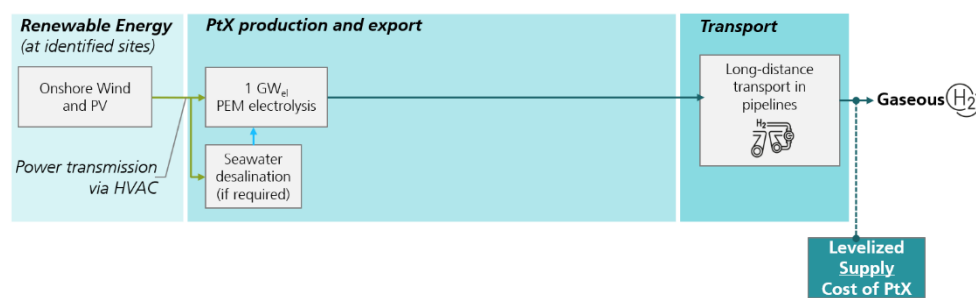 Renewable Energy
(at identified sites)
PtX production and export
Transport
Onshore Wind
and PV
1 GWel
PEM electrolysis
Long-distance
transport in
pipelines
H2
Gaseous H2
Power transmission
via HVAC
Seawater
desalination
(if required)
Levelized
Supply
Cost of PtX